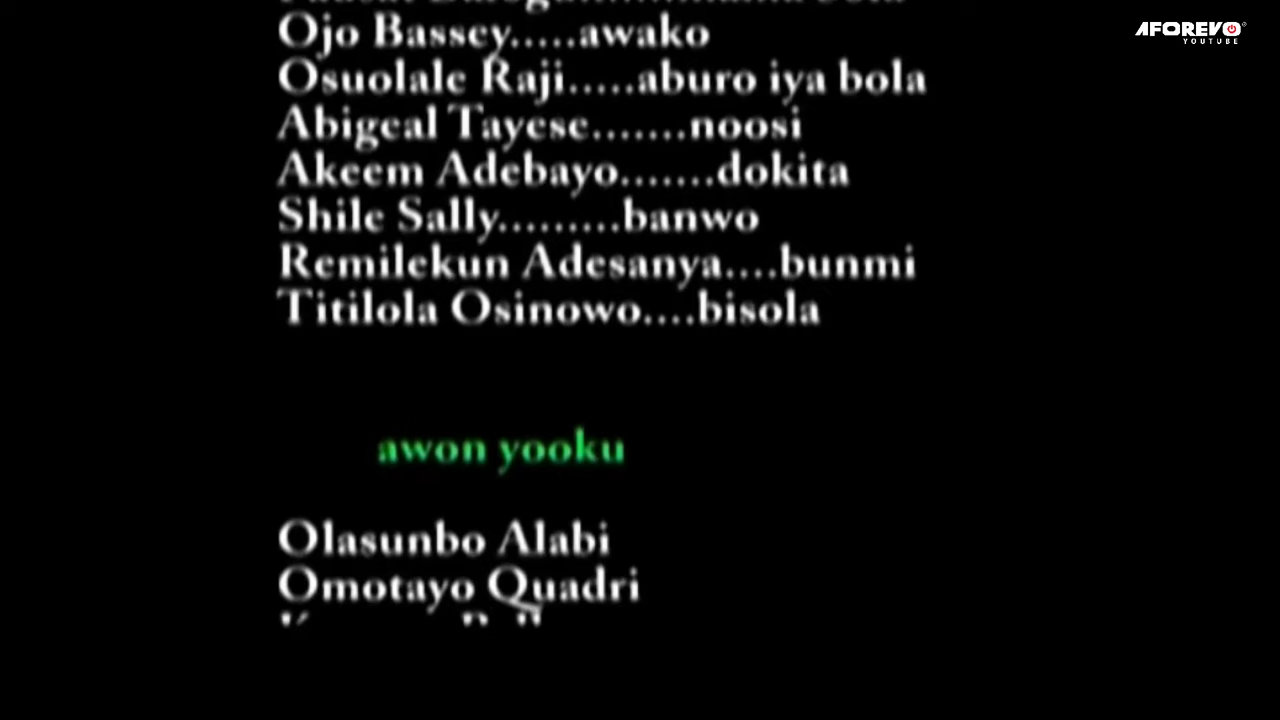 AFOREVO
YOUTUBE
Ojo Bassey.....awako
Osuolale Raji.....aburo iya bola
Abigeal Tayese.......noosi
Akeem Adebayo.......dokita
Shile Sally.........banwo
Remilekun Adesanya....bunmi
Titilola Osinowo....bisola
awon yooku
Olasunbo Alabi
Omotayo Quadri